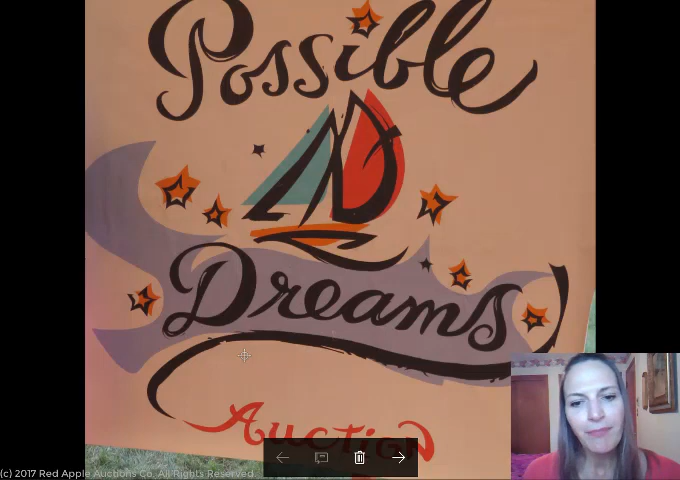 Possible
Dreams
Auction
(c) 2017 Red Apple Auctions Co. All Rights Reserved.